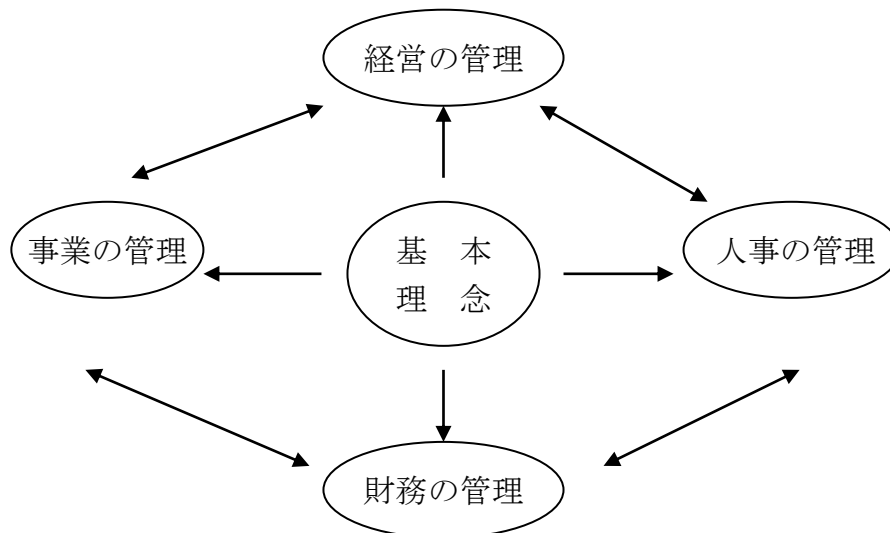 経営の管理
事業の管理
基　本
理　念
人事の管理
財務の管理